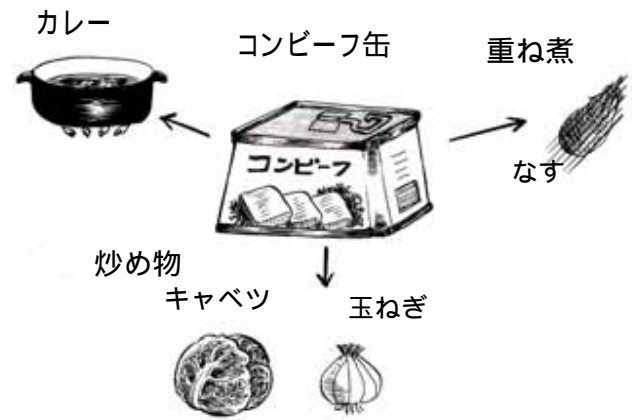 カレー
コンビーフ缶
重ね煮
コンビーフ
なす
炒め物
キャベツ
玉ねぎ